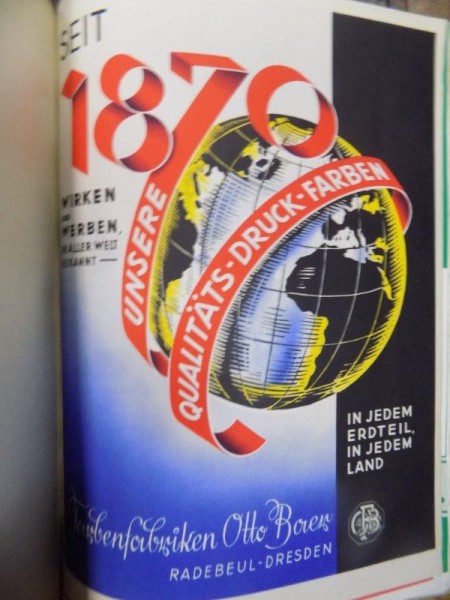 SEIT
1870
WIRKEN
UND
WERBEN,
IN ALLER WELT
BEKANNT —
UNSERE
QUALITÄTS-DRUCK-FARBEN
IN JEDEM
ERDTEIL,
IN JEDEM
LAND
Farbenfabriken Otto Baer
RADEBEUL-DRESDEN